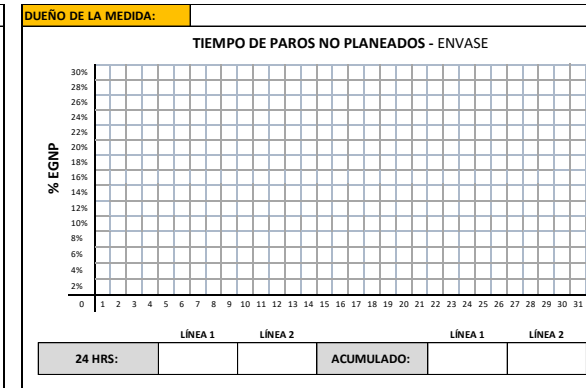 DUEÑO DE LA MEDIDA:
TIEMPO DE PAROS NO PLANEADOS - ENVASE
% EGNP
30%
28%
26%
24%
22%
20%
18%
16%
14%
12%
10%
8%
6%
4%
2%
0 1 2 3 4 5 6 7 8 9 10 11 12 13 14 15 16 17 18 19 20 21 22 23 24 25 26 27 28 29 30 31
LÍNEA 1 LÍNEA 2 LÍNEA 1 LÍNEA 2
24 HRS: ACUMULADO: